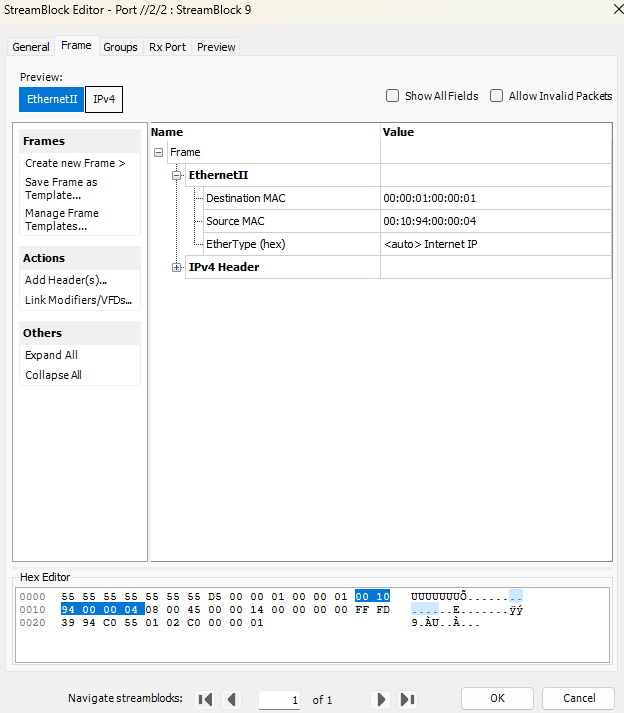 StreamBlock Editor - Port //2/2 : StreamBlock 9
General Frame Groups Rx Port Preview
Preview:
EthernetII IPv4
Show All Fields Allow Invalid Packets
Frames
Create new Frame >
Save Frame as
Template...
Manage Frame
Templates...
Actions
Add Header(s)...
Link Modifiers/VFDs...
Others
Expand All
Collapse All
Name Value
Frame
EthernetII
Destination MAC 00:00:01:00:00:01
Source MAC 00:10:94:00:00:04
EtherType (hex) <auto> Internet IP
IPv4 Header
Hex Editor
0000 55 55 55 55 55 55 55 D5 00 00 01 00 00 01 00 10 UUUUUUUÕ........
0010 94 00 00 04 08 00 45 00 00 14 00 00 00 00 FF FD ......E.......ÿý
0020 39 94 C0 55 01 02 C0 00 00 01 9.ÀU..À...
Navigate streamblocks: 1 of 1 OK Cancel